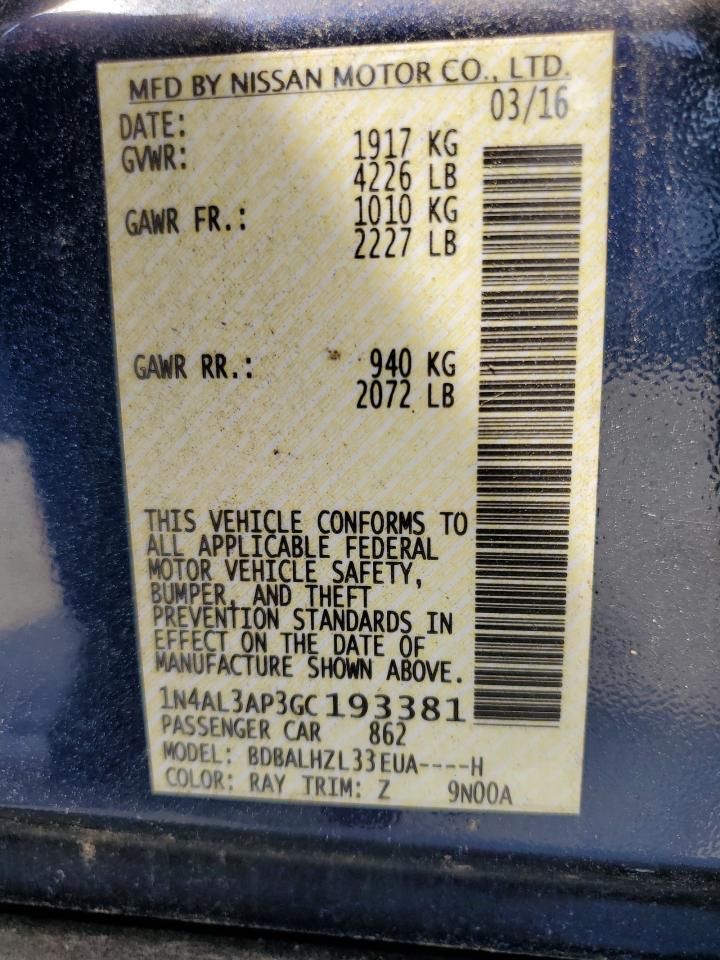 MFD BY NISSAN MOTOR CO., LTD.
DATE: 03/16
GVWR: 1917 KG
4226 LB
GAWR FR.: 1010 KG
2227 LB
GAWR RR.: 940 KG
2072 LB
THIS VEHICLE CONFORMS TO
ALL APPLICABLE FEDERAL
MOTOR VEHICLE SAFETY,
BUMPER, AND THEFT
PREVENTION STANDARDS IN
EFFECT ON THE DATE OF
MANUFACTURE SHOWN ABOVE.
1N4AL3AP3GC193381
PASSENGER CAR 862
MODEL: BDBALHZL33EUA----H
COLOR: RAY TRIM: Z 9N00A